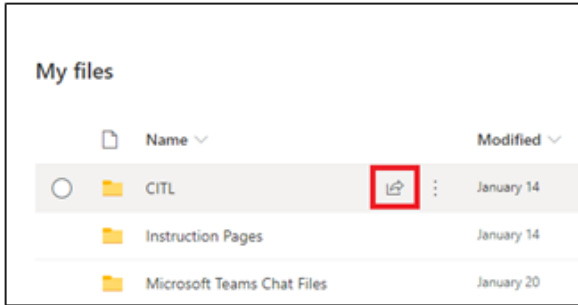 My files
Name Modified
CITL January 14
Instruction Pages January 14
Microsoft Teams Chat Files January 20